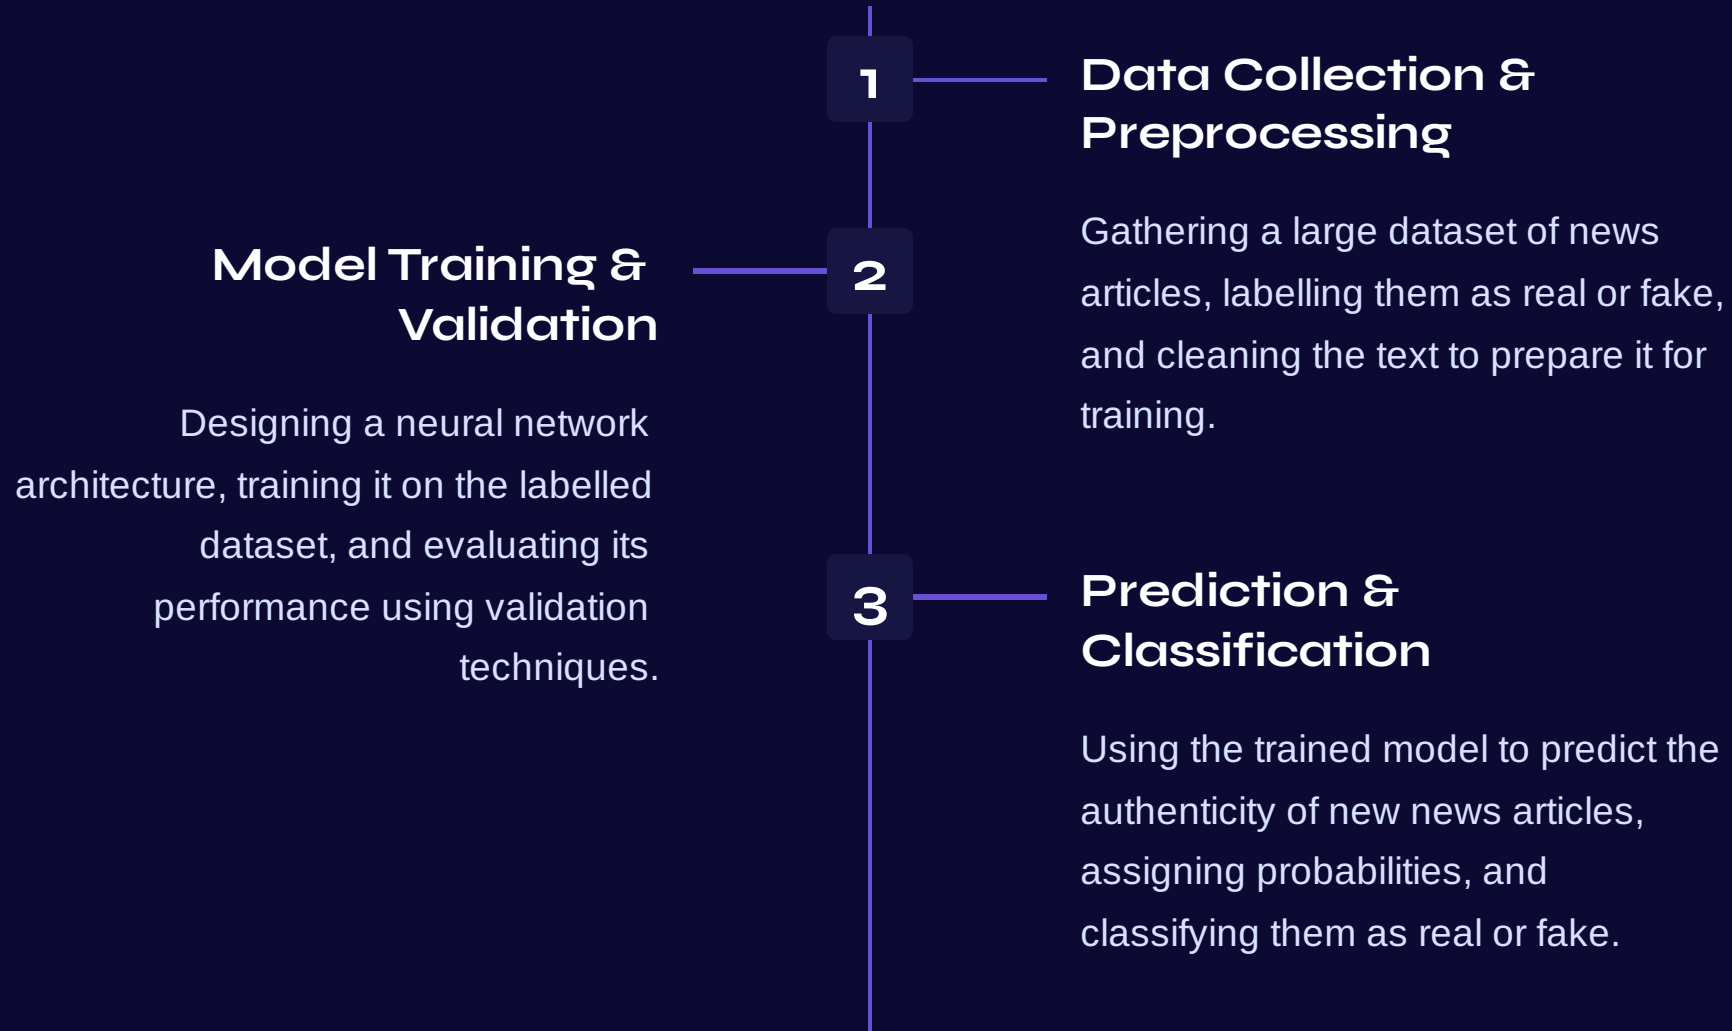 1
Data Collection &
Preprocessing
Gathering a large dataset of news
articles, labelling them as real or fake,
and cleaning the text to prepare it for
training.
2
Model Training &
Validation
Designing a neural network
architecture, training it on the labelled
dataset, and evaluating its
performance using validation
techniques.
3
Prediction &
Classification
Using the trained model to predict the
authenticity of new news articles,
assigning probabilities, and
classifying them as real or fake.